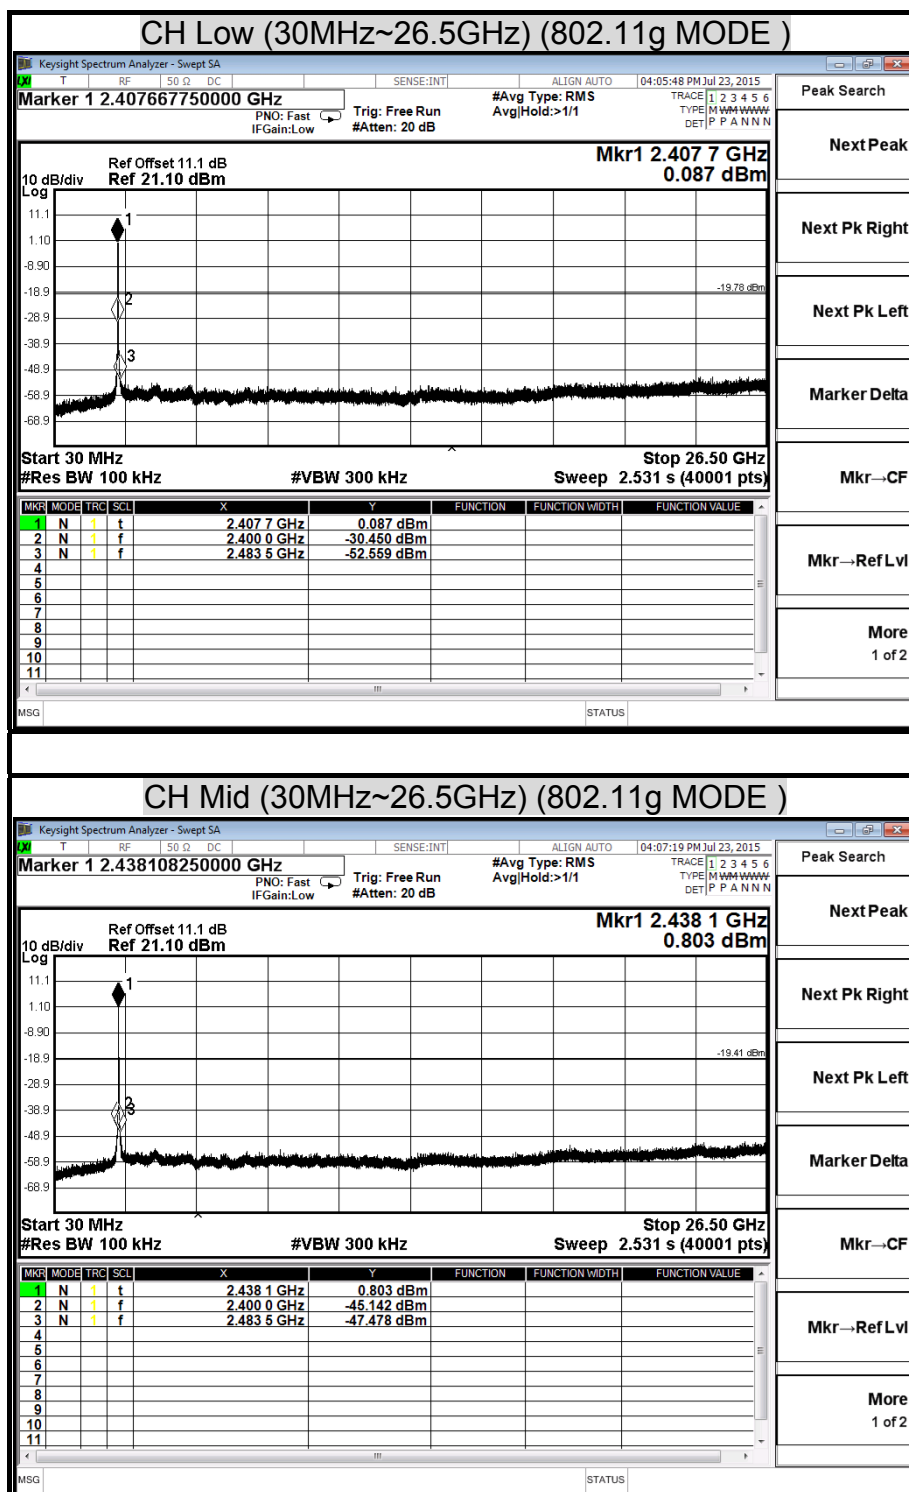 CH Low (30MHz~26.5GHz) (802.11g MODE )
Keysight Spectrum Analyzer - Swept SA
LXI T RF 50 Ω DC SENSE:INT ALIGN AUTO 04:05:48 PM Jul 23, 2015
Marker 1 2.407667750000 GHz
PNO: Fast
IFGain:Low
Trig: Free Run
#Atten: 20 dB
#Avg Type: RMS
Avg|Hold:>1/1
TRACE 1 2 3 4 5 6
TYPE M WM WWWW
DET P P A N N N
Peak Search
Next Peak
Next Pk Right
Next Pk Left
Marker Delta
Mkr→CF
Mkr→Ref Lvl
More
1 of 2
Mkr1 2.407 7 GHz
0.087 dBm
Ref Offset 11.1 dB
10 dB/div Ref 21.10 dBm
Log
11.1
1.10
-8.90
-18.9
-28.9
-38.9
-48.9
-58.9
-68.9
1
2
3
-19.78 dBm
Start 30 MHz Stop 26.50 GHz
#Res BW 100 kHz #VBW 300 kHz Sweep 2.531 s (40001 pts)
MKR MODE TRC SCL X Y FUNCTION FUNCTION WIDTH FUNCTION VALUE
1 N 1 t 2.407 7 GHz 0.087 dBm
2 N 1 f 2.400 0 GHz -30.450 dBm
3 N 1 f 2.483 5 GHz -52.559 dBm
4
5
6
7
8
9
10
11
MSG STATUS
CH Mid (30MHz~26.5GHz) (802.11g MODE )
Keysight Spectrum Analyzer - Swept SA
LXI T RF 50 Ω DC SENSE:INT ALIGN AUTO 04:07:19 PM Jul 23, 2015
Marker 1 2.438108250000 GHz
PNO: Fast
IFGain:Low
Trig: Free Run
#Atten: 20 dB
#Avg Type: RMS
Avg|Hold:>1/1
TRACE 1 2 3 4 5 6
TYPE M WM WWWW
DET P P A N N N
Peak Search
Next Peak
Next Pk Right
Next Pk Left
Marker Delta
Mkr→CF
Mkr→Ref Lvl
More
1 of 2
Mkr1 2.438 1 GHz
0.803 dBm
Ref Offset 11.1 dB
10 dB/div Ref 21.10 dBm
Log
11.1
1.10
-8.90
-18.9
-28.9
-38.9
-48.9
-58.9
-68.9
1
2
3
-19.41 dBm
Start 30 MHz Stop 26.50 GHz
#Res BW 100 kHz #VBW 300 kHz Sweep 2.531 s (40001 pts)
MKR MODE TRC SCL X Y FUNCTION FUNCTION WIDTH FUNCTION VALUE
1 N 1 t 2.438 1 GHz 0.803 dBm
2 N 1 f 2.400 0 GHz -45.142 dBm
3 N 1 f 2.483 5 GHz -47.478 dBm
4
5
6
7
8
9
10
11
MSG STATUS